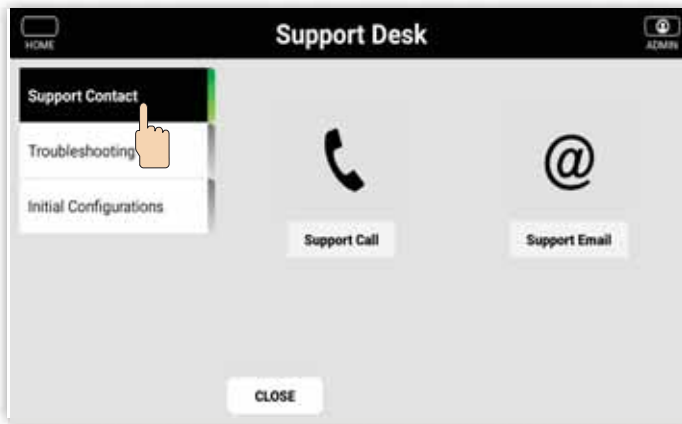 HOME
Support Desk
ADMIN
Support Contact
Troubleshooting
Initial Configurations
@
Support Call
Support Email
CLOSE